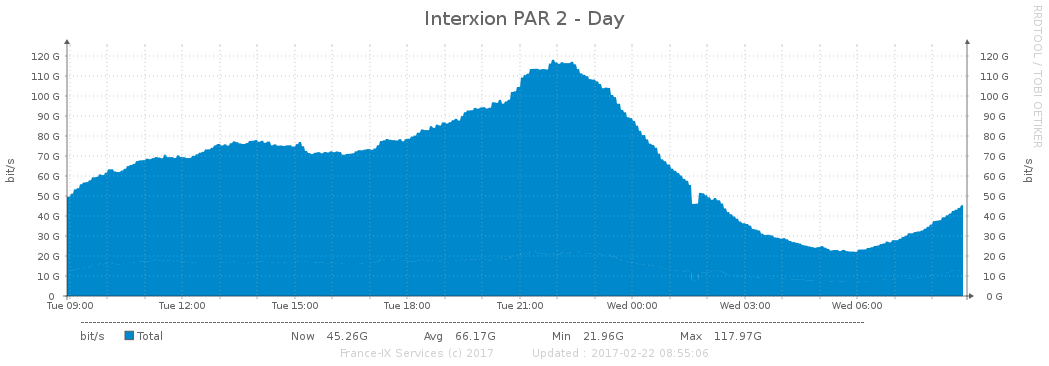 Interxion PAR 2 - Day
RRDTOOL / TOBI OETIKER
bit/s
120 G
110 G
100 G
90 G
80 G
70 G
60 G
50 G
40 G
30 G
20 G
10 G
0
120 G
110 G
100 G
90 G
80 G
70 G
60 G
50 G
40 G
30 G
20 G
10 G
0 G
bit/s
Tue 09:00 Tue 12:00 Tue 15:00 Tue 18:00 Tue 21:00 Wed 00:00 Wed 03:00 Wed 06:00
bit/s Total Now 45.26G Avg 66.17G Min 21.96G Max 117.97G
France-IX Services (c) 2017 Updated : 2017-02-22 08:55:06